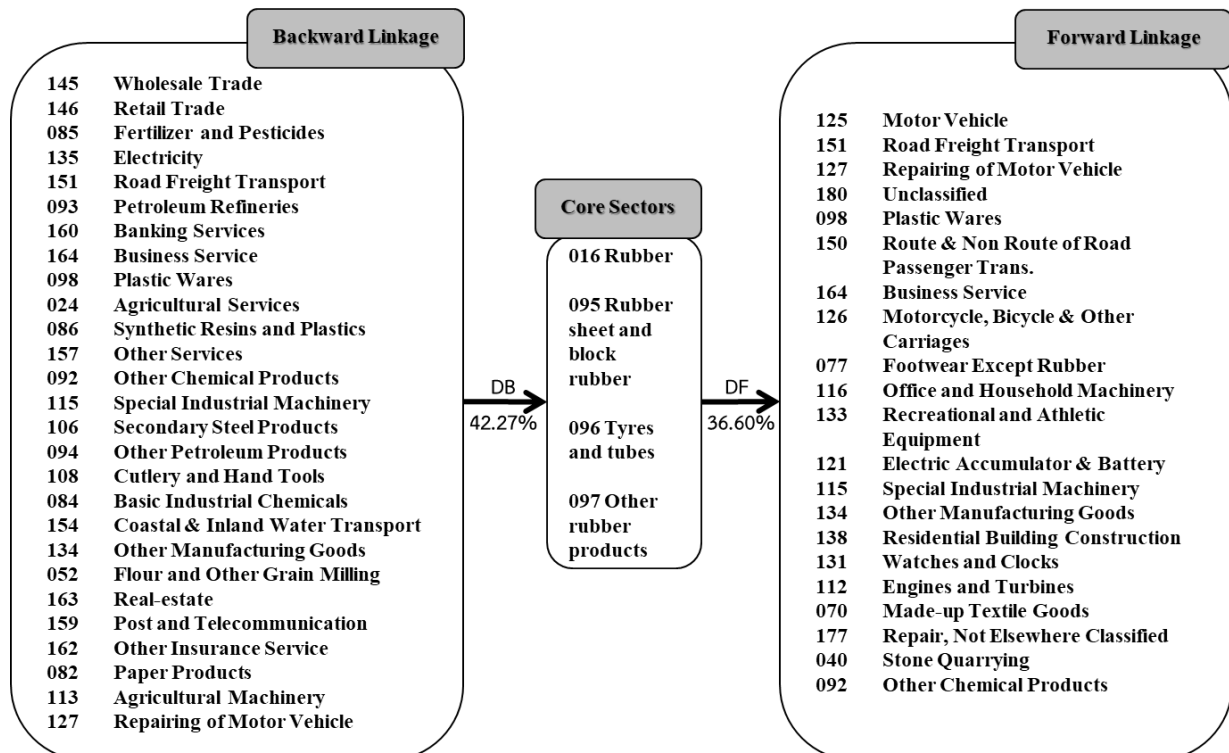 Backward Linkage
145 Wholesale Trade
146 Retail Trade
085 Fertilizer and Pesticides
135 Electricity
151 Road Freight Transport
093 Petroleum Refineries
160 Banking Services
164 Business Service
098 Plastic Wares
024 Agricultural Services
086 Synthetic Resins and Plastics
157 Other Services
092 Other Chemical Products
115 Special Industrial Machinery
106 Secondary Steel Products
094 Other Petroleum Products
108 Cutlery and Hand Tools
084 Basic Industrial Chemicals
154 Coastal & Inland Water Transport
134 Other Manufacturing Goods
052 Flour and Other Grain Milling
163 Real-estate
159 Post and Telecommunication
162 Other Insurance Service
082 Paper Products
113 Agricultural Machinery
127 Repairing of Motor Vehicle
DB
42.27%
Core Sectors
016 Rubber
095 Rubber
sheet and
block
rubber
096 Tyres
and tubes
097 Other
rubber
products
DF
36.60%
Forward Linkage
125 Motor Vehicle
151 Road Freight Transport
127 Repairing of Motor Vehicle
180 Unclassified
098 Plastic Wares
150 Route & Non Route of Road
Passenger Trans.
164 Business Service
126 Motorcycle, Bicycle & Other
Carriages
077 Footwear Except Rubber
116 Office and Household Machinery
133 Recreational and Athletic
Equipment
121 Electric Accumulator & Battery
115 Special Industrial Machinery
134 Other Manufacturing Goods
138 Residential Building Construction
131 Watches and Clocks
112 Engines and Turbines
070 Made-up Textile Goods
177 Repair, Not Elsewhere Classified
040 Stone Quarrying
092 Other Chemical Products